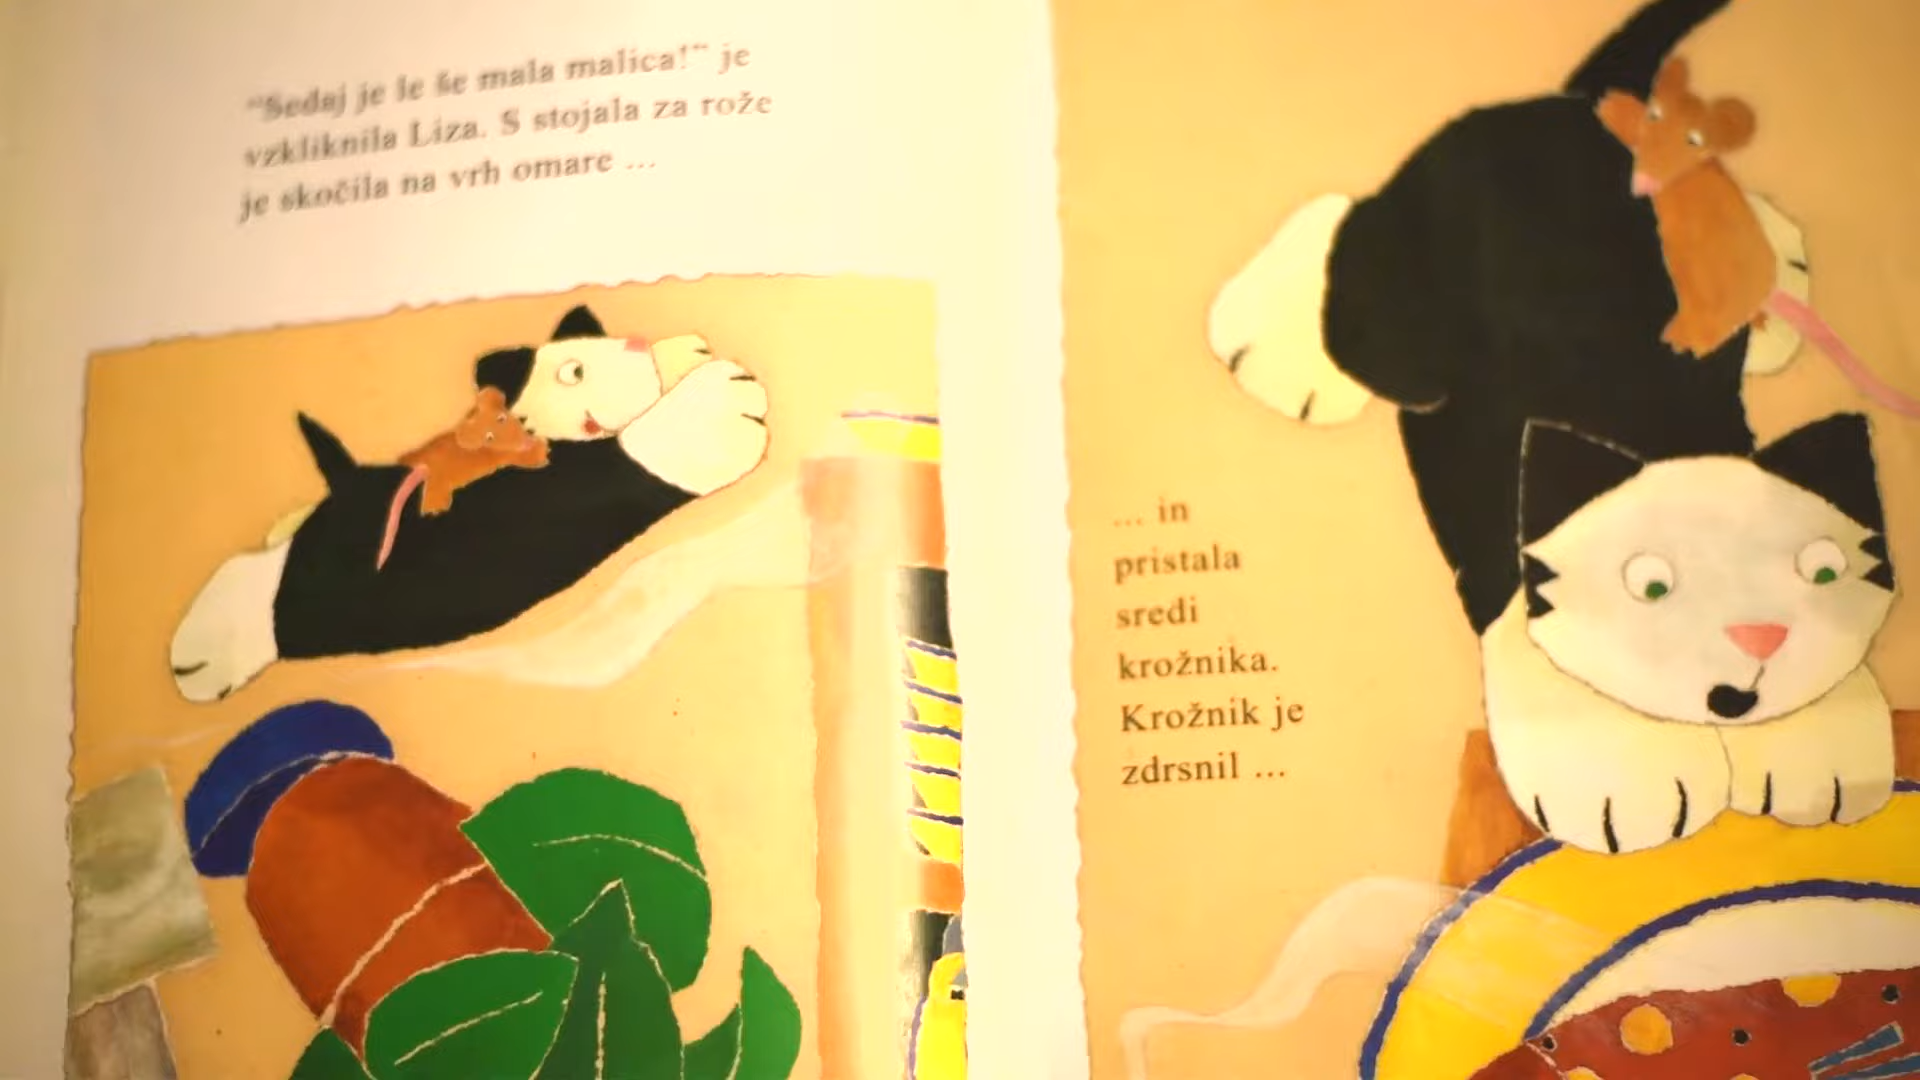 “Sedaj je le še mala malica!” je
vzkliknila Liza. S stojala za rože
je skočila na vrh omare ...
... in
pristala
sredi
krožnika.
Krožnik je
zdrsnil ...